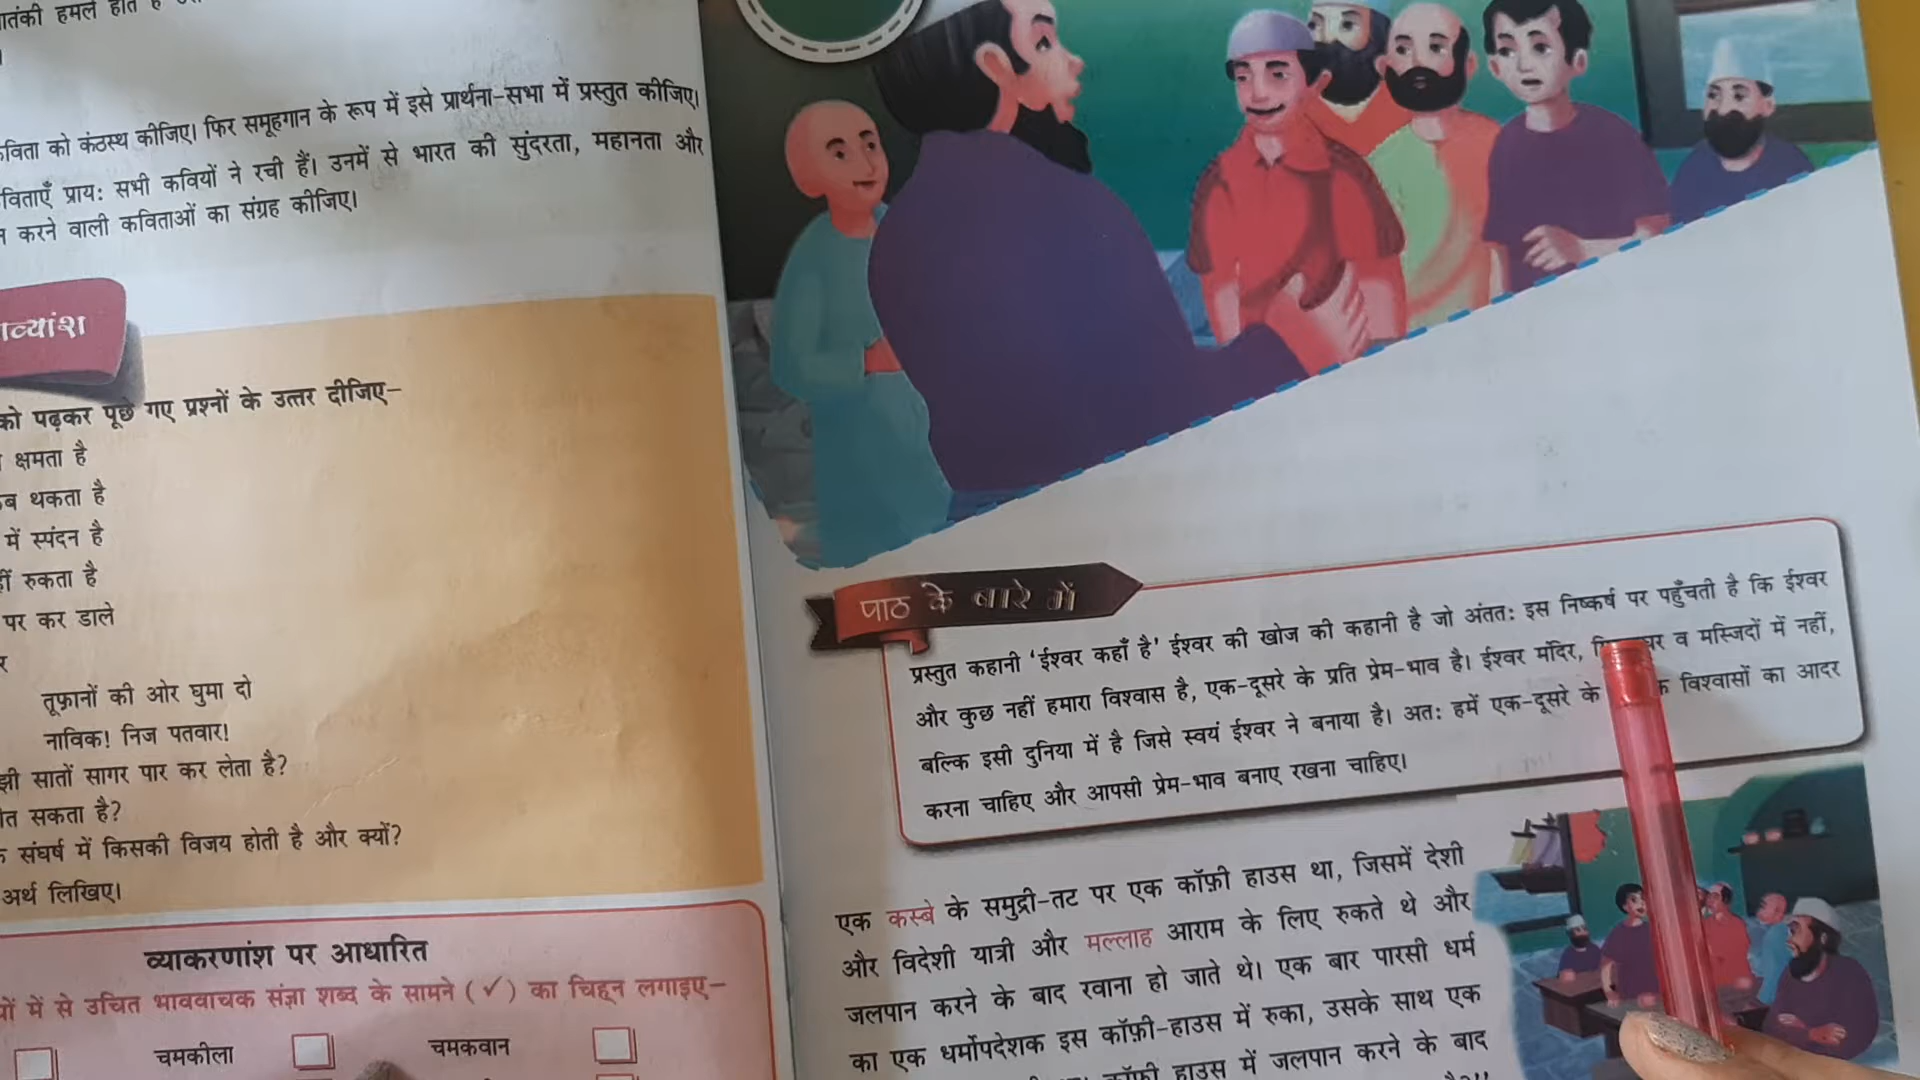 हमले होते
कविता को कंठस्थ कीजिए। फिर समूहगान के रूप में इसे प्रार्थना-सभा में प्रस्तुत कीजिए।
प्राय: सभी कवियों ने रची हैं। उनमें से भारत की सुंदरता, महानता और
करने वाली कविताओं का संग्रह कीजिए।
को पढ़कर पूछे गए प्रश्नों के उत्तर दीजिए–
क्षमता है
थकता है
में स्पंदन है
रुकता है
पर कर डाले
तूफ़ानों की ओर घुमा दो
नाविक! निज पतवार!
सातों सागर पार कर लेता है?
सकता है?
संघर्ष में किसकी विजय होती है और क्यों?
अर्थ लिखिए।
व्याकरणांश पर आधारित
में से उचित भाववाचक संज्ञा शब्द के सामने (✓) का चिह्न लगाइए–
चमकीला
चमकवान
पाठ के बारे में
प्रस्तुत कहानी 'ईश्वर कहाँ है' ईश्वर की खोज की कहानी है जो अंतत: इस निष्कर्ष पर पहुँचती है कि ईश्वर
और कुछ नहीं हमारा विश्वास है, एक-दूसरे के प्रति प्रेम-भाव है। ईश्वर मंदिर, व मस्जिदों में नहीं,
बल्कि इसी दुनिया में है जिसे स्वयं ईश्वर ने बनाया है। अत: हमें एक-दूसरे के विश्वासों का आदर
करना चाहिए और आपसी प्रेम-भाव बनाए रखना चाहिए।
एक कस्बे के समुद्री-तट पर एक कॉफ़ी हाउस था, जिसमें देशी
और विदेशी यात्री और मल्लाह आराम के लिए रुकते थे और
जलपान करने के बाद रवाना हो जाते थे। एक बार पारसी धर्म
का एक धर्मोपदेशक इस कॉफ़ी-हाउस में रुका, उसके साथ एक
कॉफ़ी हाउस में जलपान करने के बाद